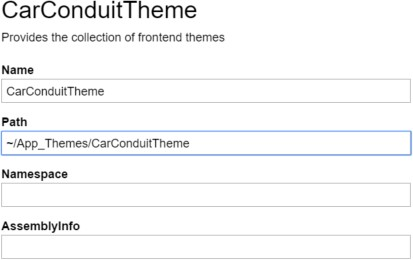 CarConduitTheme
Provides the collection of frontend themes
Name
CarConduitTheme
Path
~/App_Themes/CarConduitTheme
Namespace
AssemblyInfo